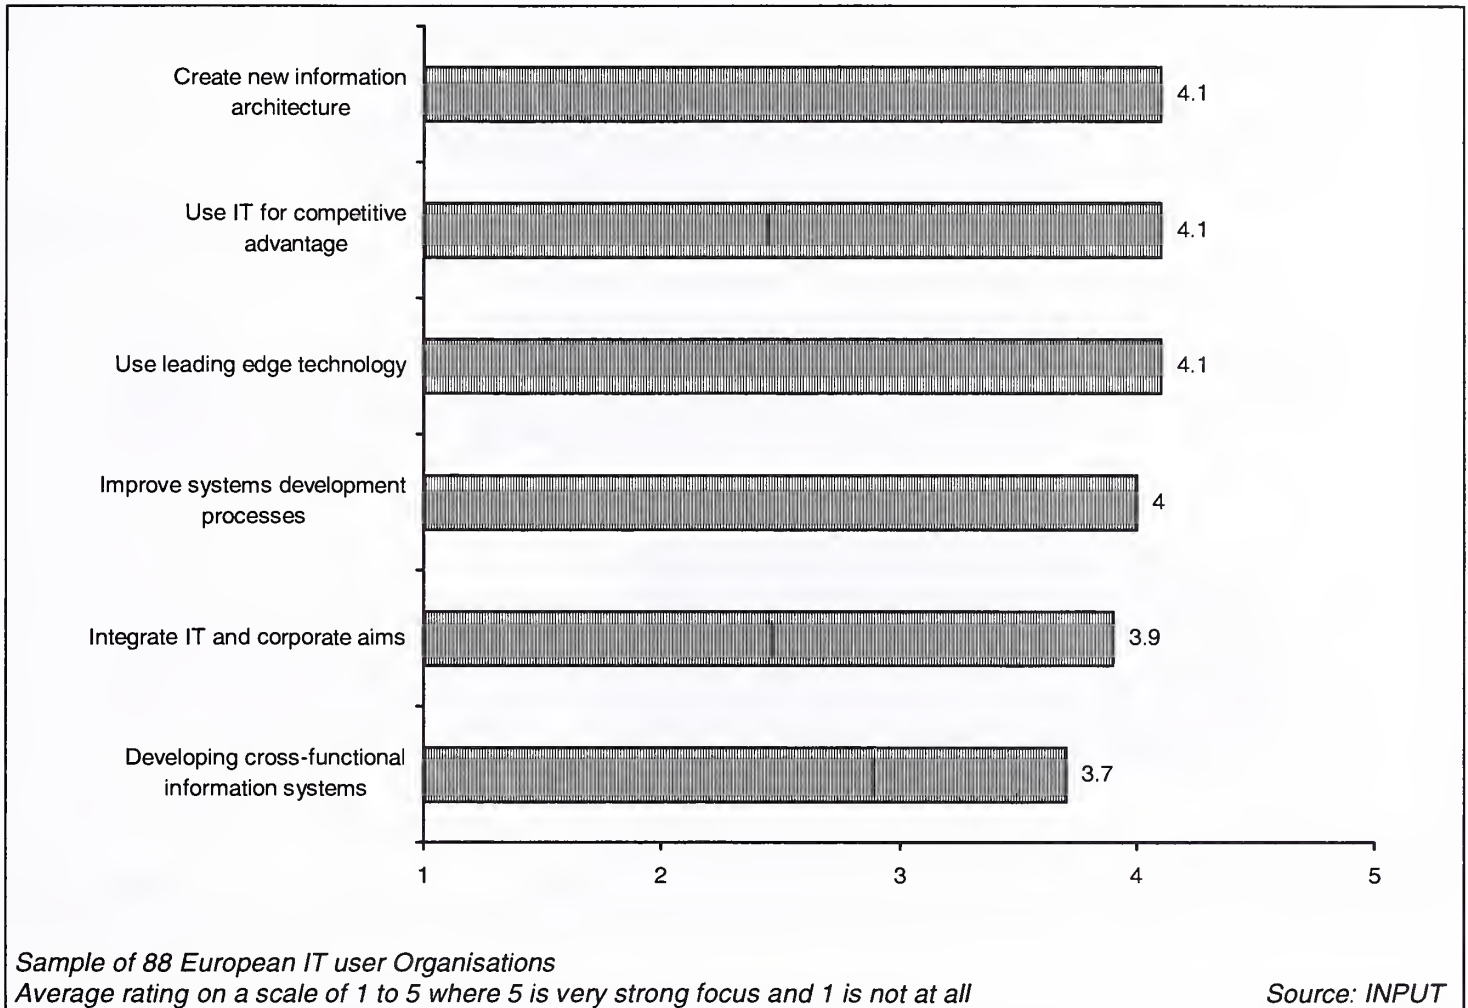 Create new information
architecture
4.1
Use IT for competitive
advantage
4.1
Use leading edge technology
4.1
Improve systems development
processes
4
Integrate IT and corporate aims
3.9
Developing cross-functional
information systems
3.7
1 2 3 4 5
Sample of 88 European IT user Organisations
Average rating on a scale of 1 to 5 where 5 is very strong focus and 1 is not at all
Source: INPUT